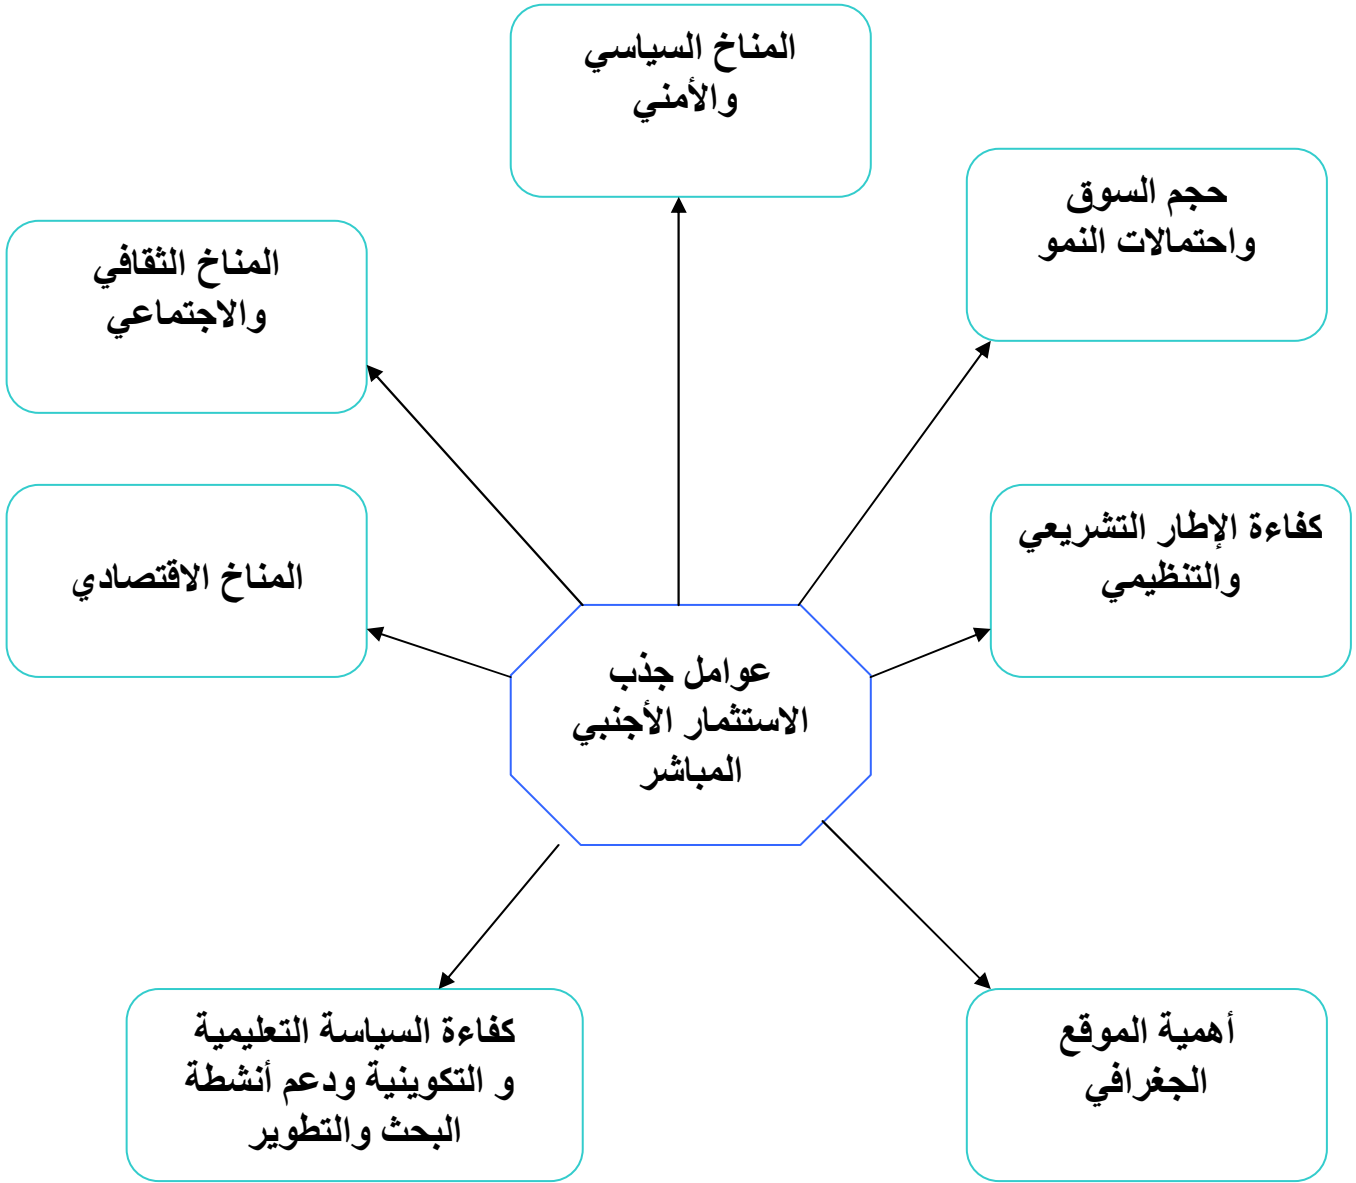 المناخ السياسي
والأمني
حجم السوق
واحتمالات النمو
المناخ الثقافي
والاجتماعي
كفاءة الإطار التشريعي
والتنظيمي
المناخ الاقتصادي
عوامل جذب
الاستثمار الأجنبي
المباشر
أهمية الموقع
الجغرافي
كفاءة السياسة التعليمية
و التكوينية ودعم أنشطة
البحث والتطوير